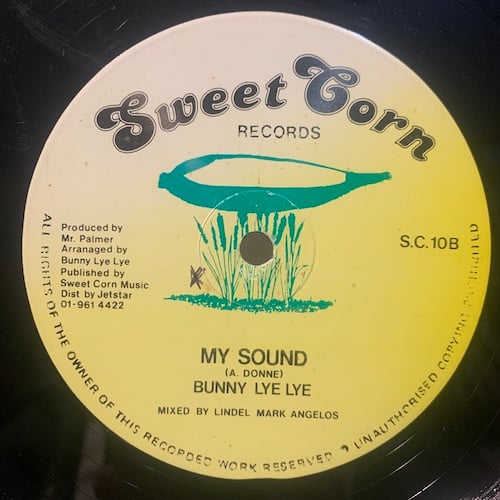 Sweet Corn
RECORDS
Produced by
Mr. Palmer
Arranaged by
Bunny Lye Lye
Published by
Sweet Corn Music
Dist by Jetstar
01-961 4422
S.C.10B
MY SOUND
(A. DONNE)
BUNNY LYE LYE
MIXED BY LINDEL MARK ANGELOS
ALL RIGHTS OF THE OWNER OF THIS RECORDED WORK RESERVED , UNAUTHORISED COPYING PROHIBITED